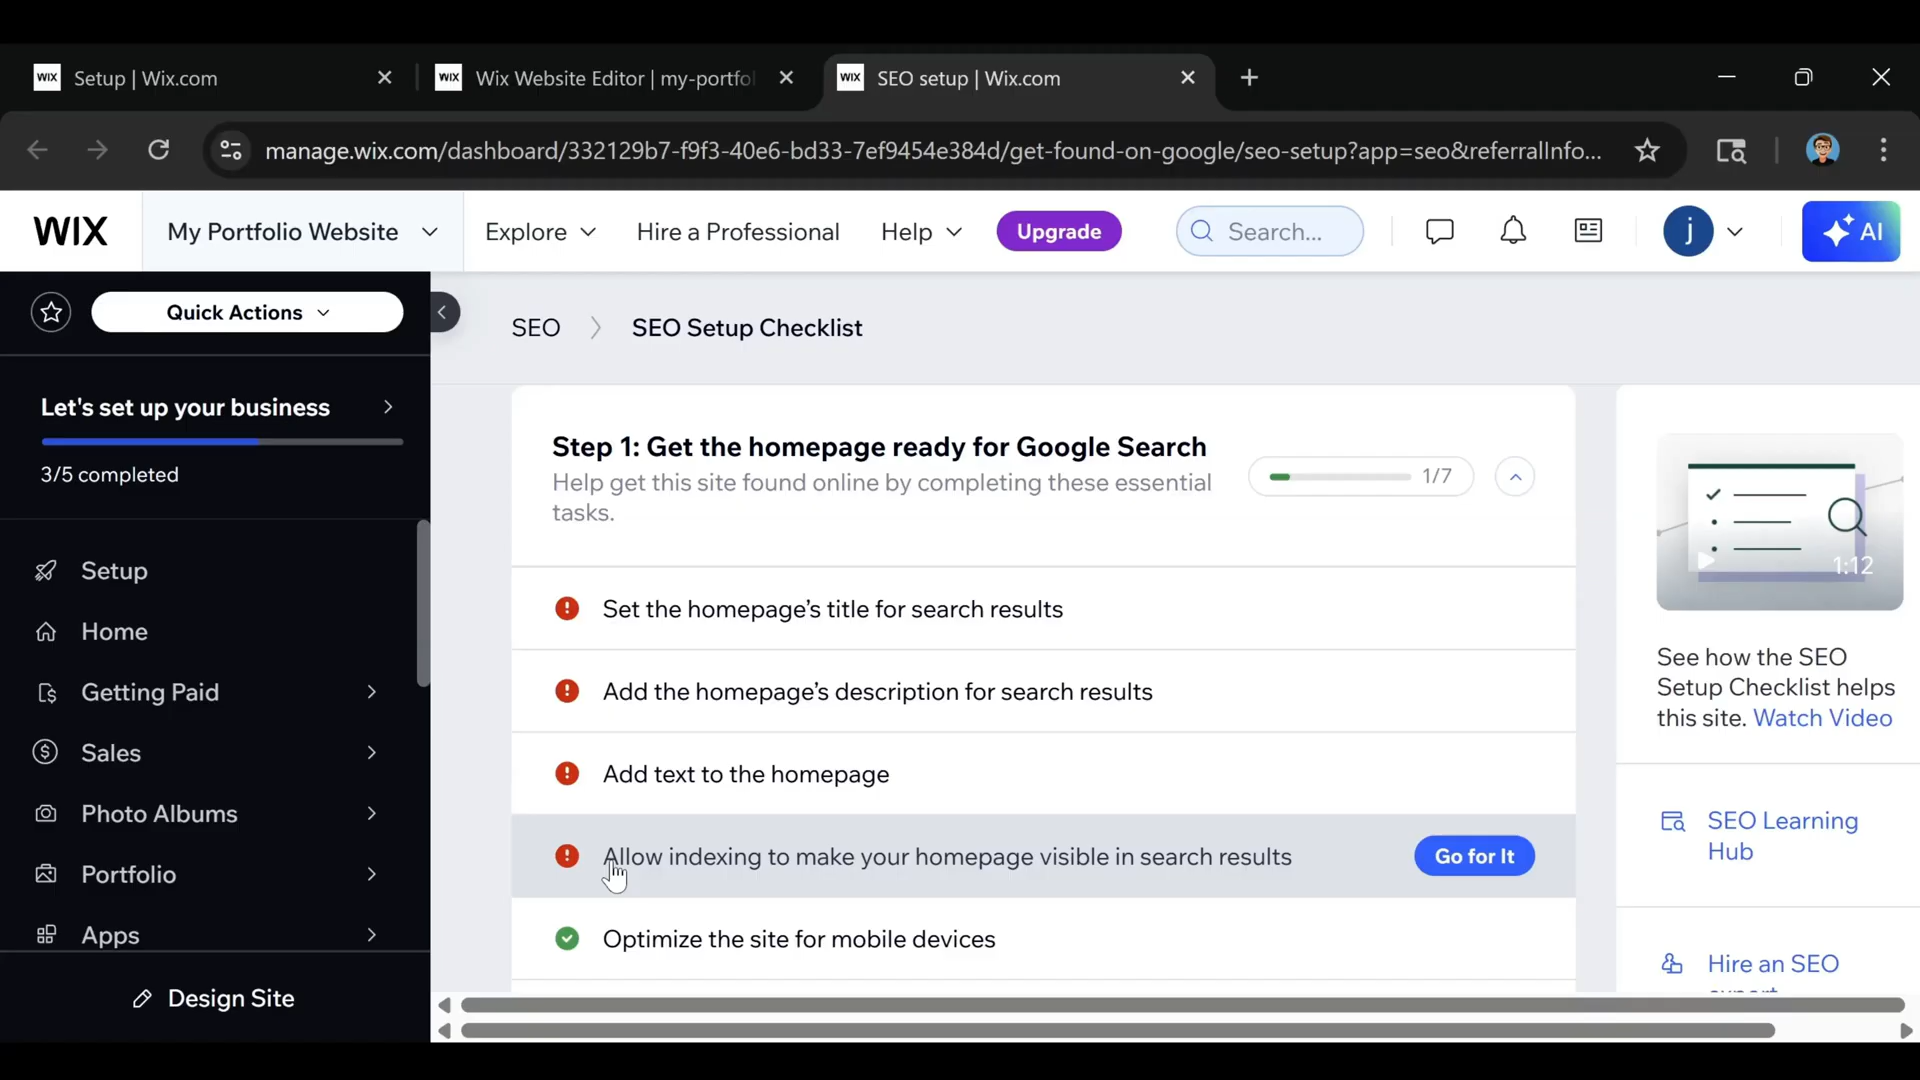 WIX Setup | Wix.com
WIX Wix Website Editor | my-portfo
WIX SEO setup | Wix.com
manage.wix.com/dashboard/332129b7-f9f3-40e6-bd33-7ef9454e384d/get-found-on-google/seo-setup?app=seo&referralInfo...
WIX
My Portfolio Website
Explore
Hire a Professional
Help
Upgrade
Search...
j
AI
Quick Actions
Let's set up your business
3/5 completed
Setup
Home
Getting Paid
Sales
Photo Albums
Portfolio
Apps
Design Site
SEO
SEO Setup Checklist
Step 1: Get the homepage ready for Google Search
Help get this site found online by completing these essential
tasks.
1/7
Set the homepage’s title for search results
Add the homepage’s description for search results
Add text to the homepage
Allow indexing to make your homepage visible in search results
Go for It
Optimize the site for mobile devices
1:12
See how the SEO
Setup Checklist helps
this site. Watch Video
SEO Learning
Hub
Hire an SEO